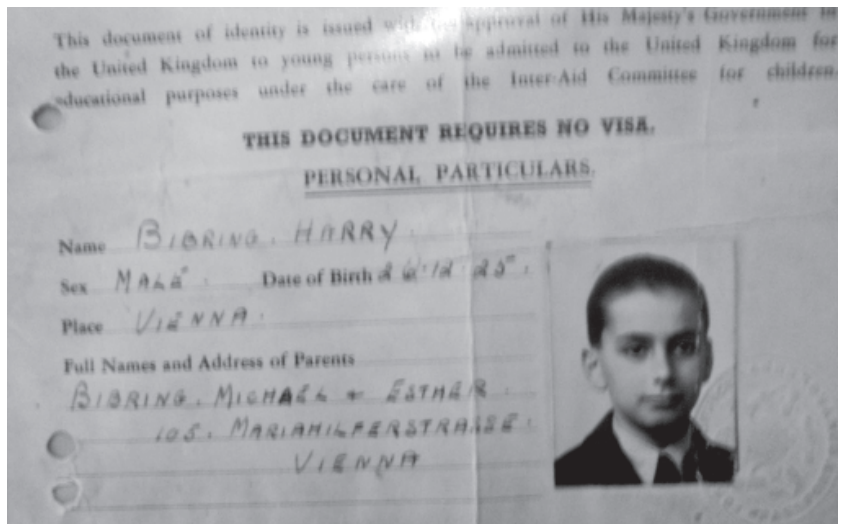 This document of identity is issued with the approval of His Majesty's Government in
the United Kingdom to young persons to be admitted to the United Kingdom for
educational purposes under the care of the Inter-Aid Committee for children.
THIS DOCUMENT REQUIRES NO VISA.
PERSONAL PARTICULARS.
Name BIBRING. HARRY
Sex MALE. Date of Birth 26.12.25.
Place VIENNA.
Full Names and Address of Parents
BIBRING. MICHAEL + ESTHER.
105. MARIAHILFERSTRASSE.
VIENNA